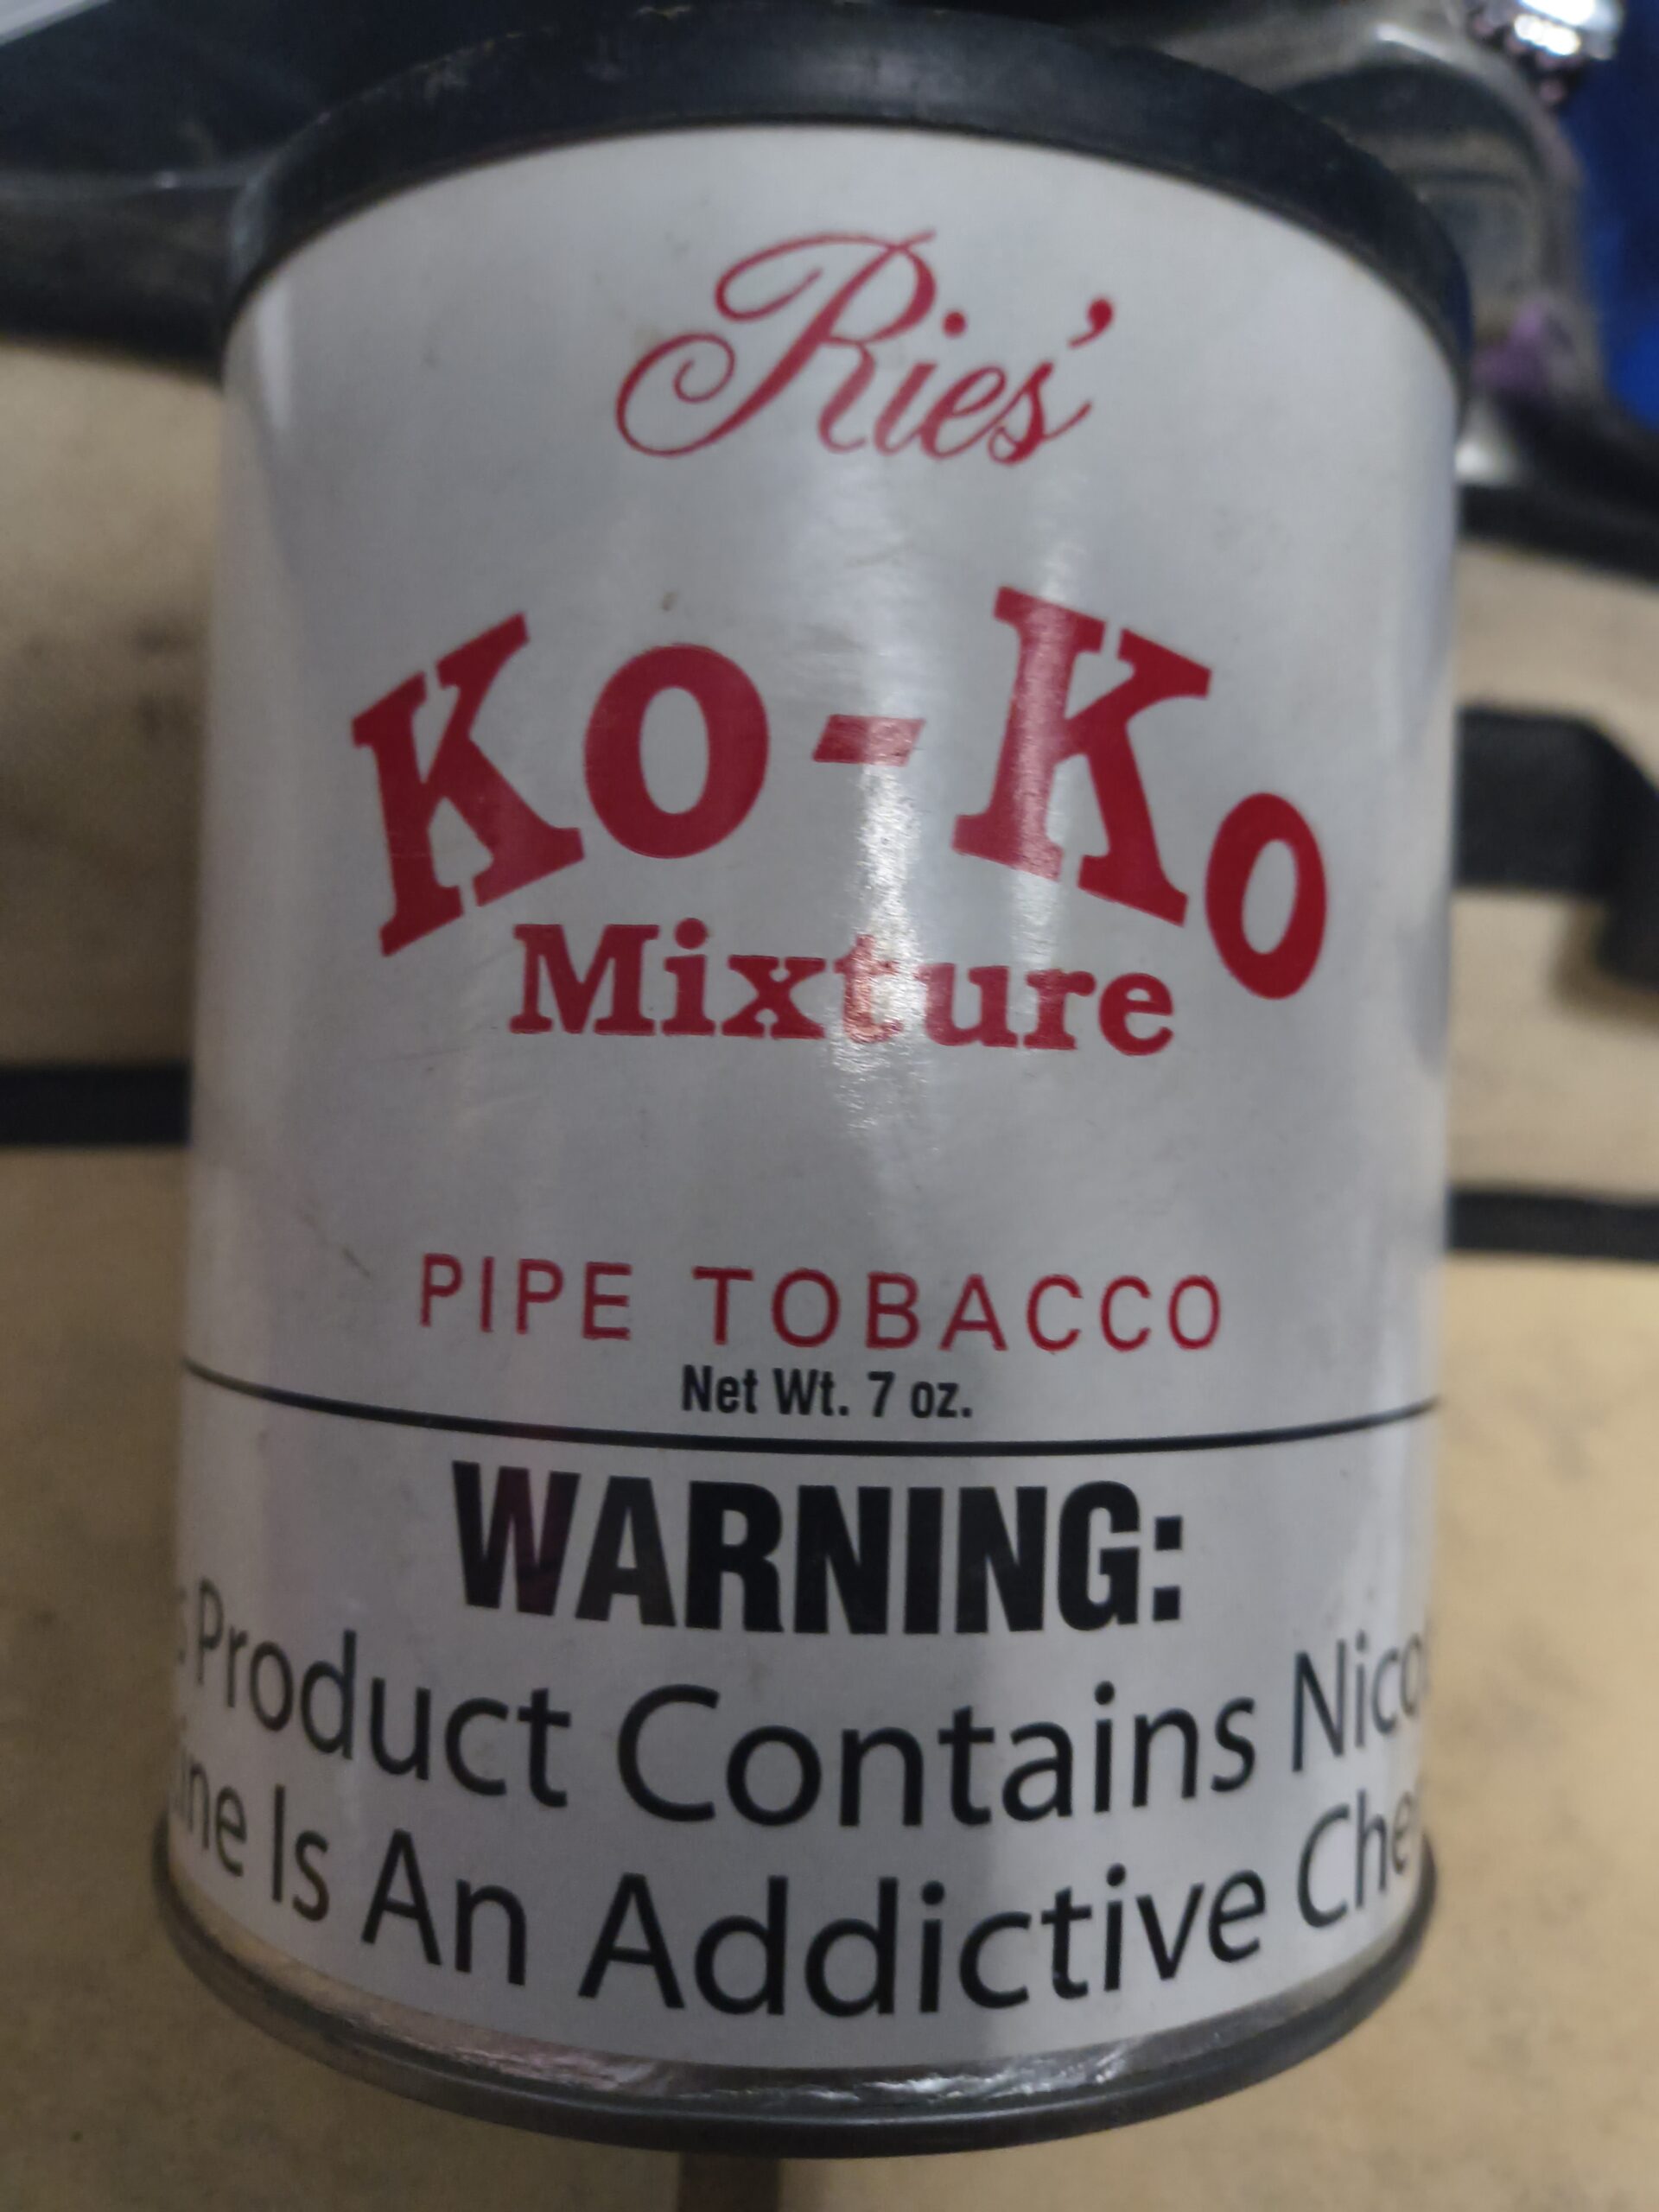 Ries'
Ko-Ko
Mixture
PIPE TOBACCO
Net Wt. 7 oz.
WARNING:
Product Contains
Is An Addictive